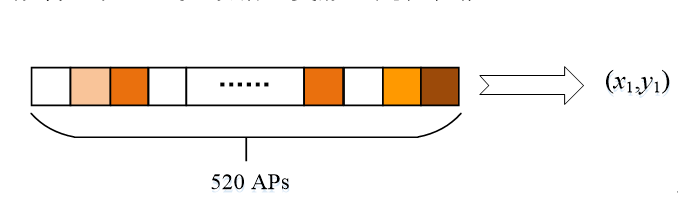 ......
(x₁,y₁)
520 APs